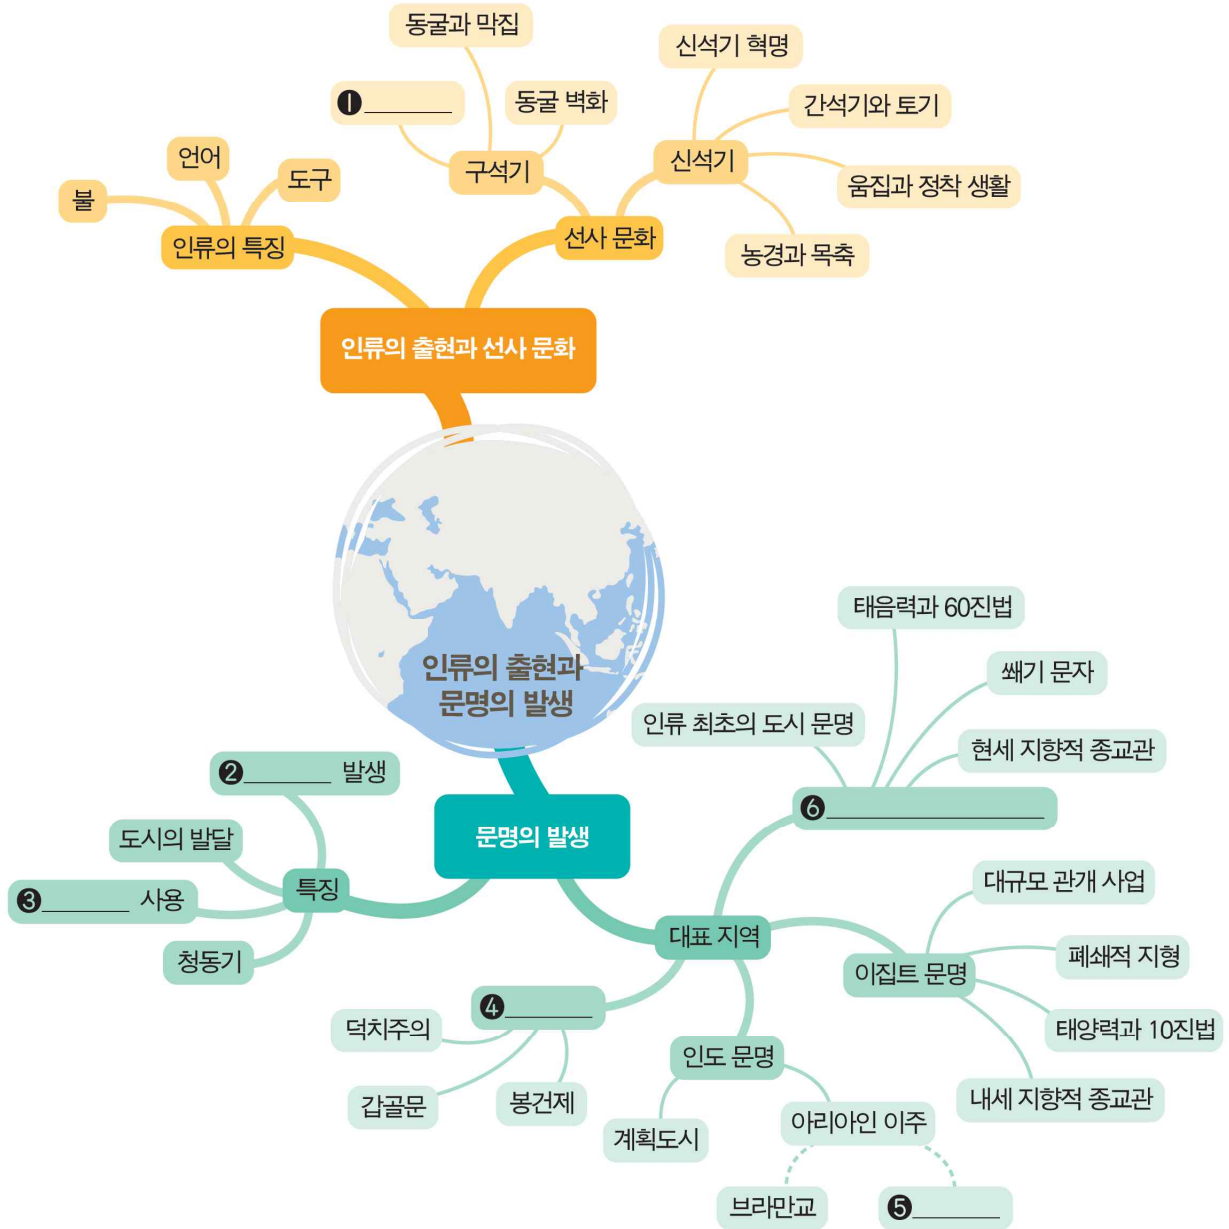 동굴과 막집
신석기 혁명
❶________
동굴 벽화
간석기와 토기
언어
도구
불
구석기
신석기
움집과 정착 생활
인류의 특징
선사 문화
농경과 목축
인류의 출현과 선사 문화
인류의 출현과
문명의 발생
태음력과 60진법
쐐기 문자
인류 최초의 도시 문명
현세 지향적 종교관
❷________ 발생
❻____________________
문명의 발생
도시의 발달
❸________ 사용
특징
청동기
대표 지역
대규모 관개 사업
폐쇄적 지형
이집트 문명
태양력과 10진법
내세 지향적 종교관
❹________
덕치주의
갑골문
봉건제
인도 문명
계획도시
아리아인 이주
브라만교
❺________